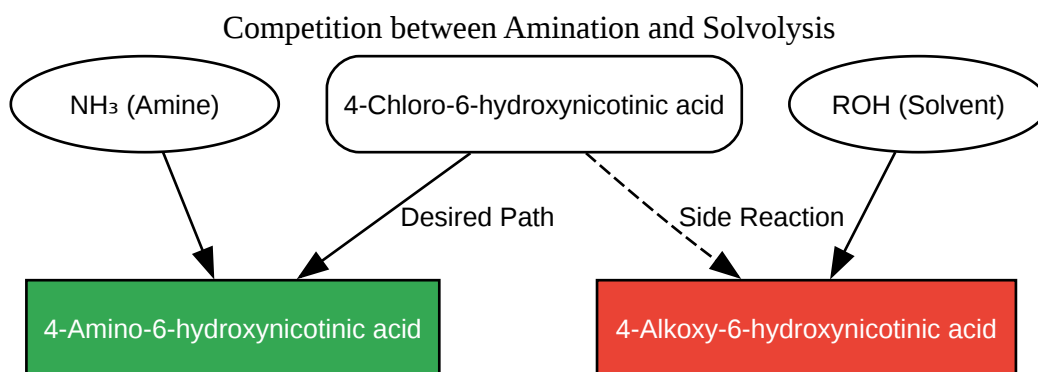 Competition between Amination and Solvolysis
NH₃ (Amine)
4-Chloro-6-hydroxynicotinic acid
ROH (Solvent)
Desired Path
Side Reaction
4-Amino-6-hydroxynicotinic acid
4-Alkoxy-6-hydroxynicotinic acid